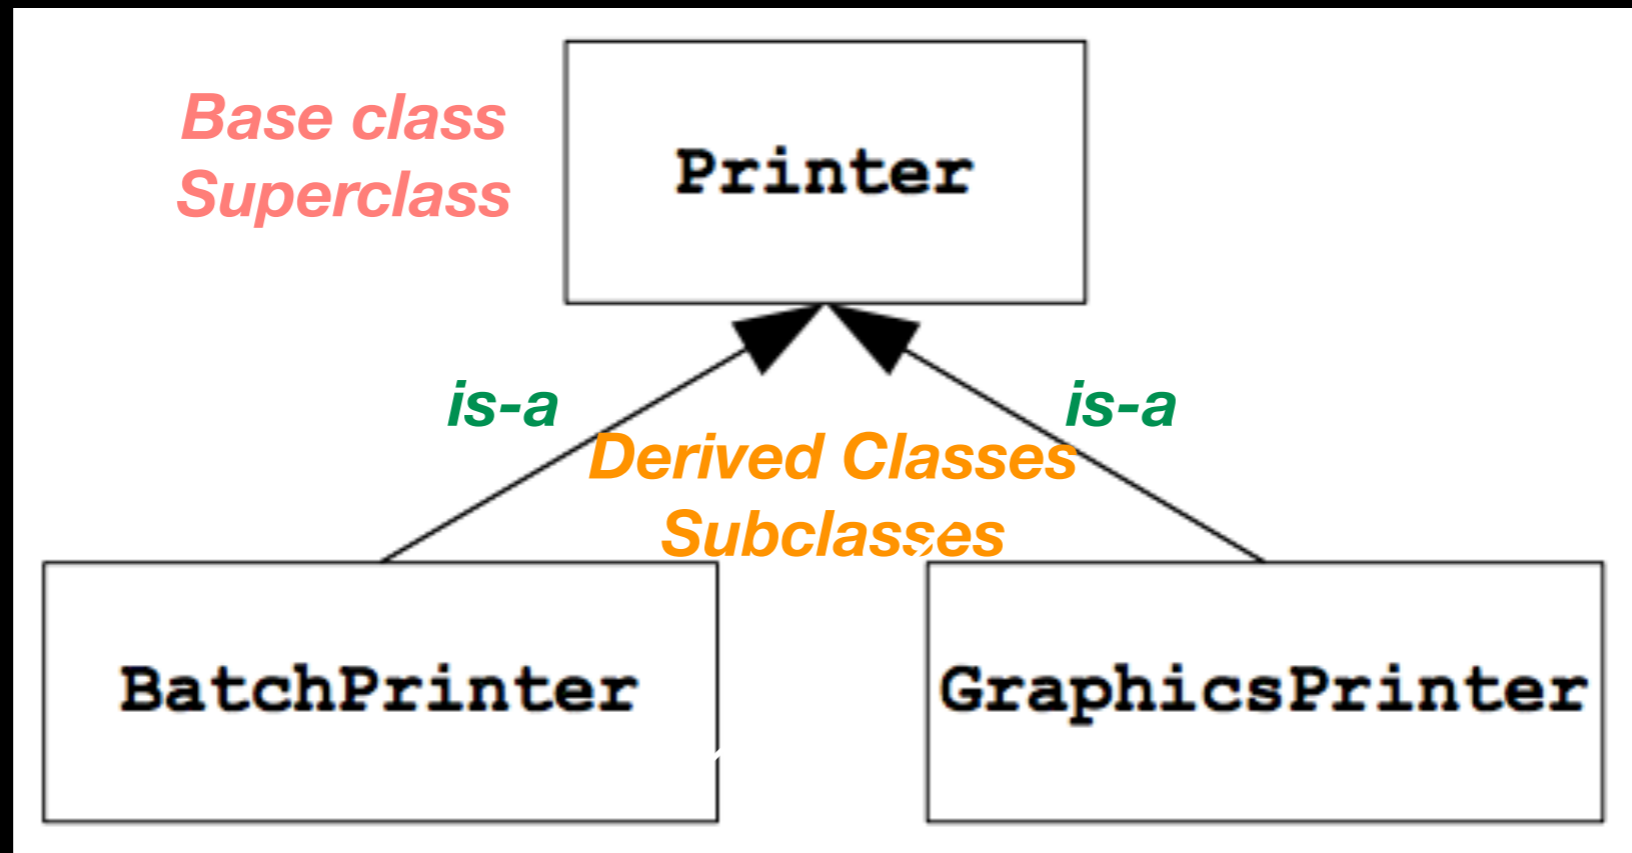 Base class
Superclass
Printer
is-a
is-a
Derived Classes
Subclasses
BatchPrinter
GraphicsPrinter